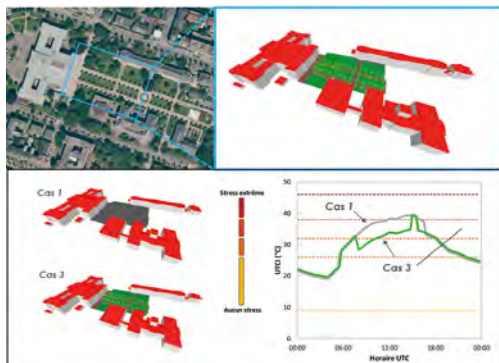 Cas 1
Cas 3
Stress extrême
Aucun stress
50
40
30
20
10
0
UTCI (°C)
Cas 1
Cas 3
00:00 06:00 12:00 18:00 00:00
Horaire UTC